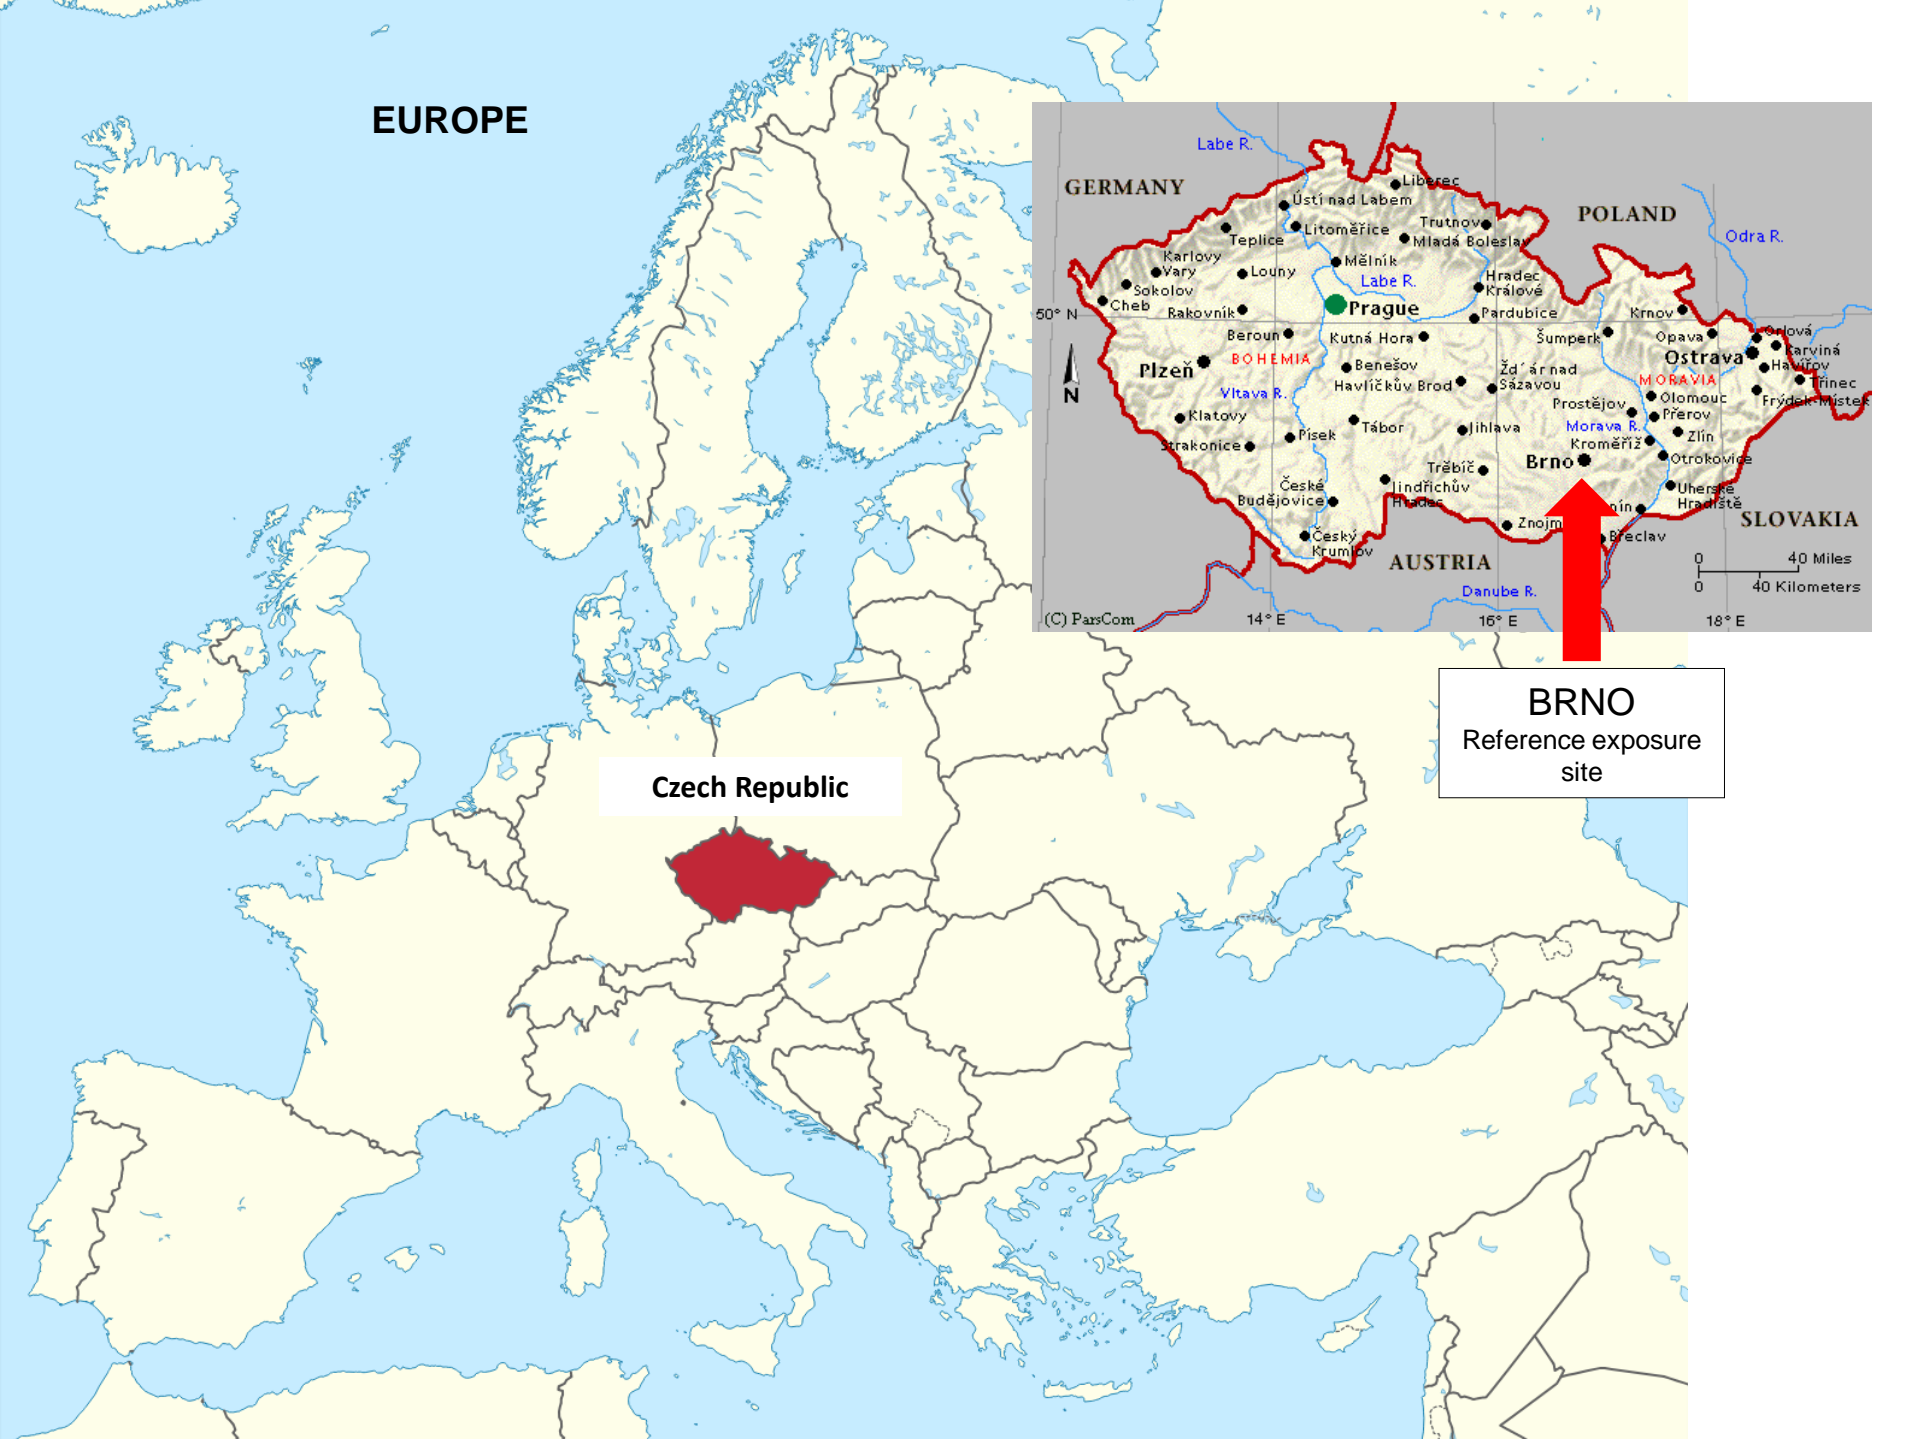 EUROPE
Labe R.
GERMANY
Liberec
Ústí nad Labem
POLAND
Trutnov
Litoměřice
Teplice
Mladá Boleslav
Odra R.
Karlovy
Vary
Mělník
Louny
Hradec
Králové
Labe R.
Sokolov
Cheb
Rakovník
Prague
Pardubice
Krnov
50° N
Beroun
Kutná Hora
Šumperk
Opava
Orlová
Ostrava
Karviná
BOHEMIA
Plzeň
Benešov
Žd´ár nad
Sázavou
Havířov
MORAVIA
Třinec
Havlíčkův Brod
N
Vltava R.
Olomouc
Frýdek-Místek
Prostějov
Přerov
Klatovy
Tábor
Jihlava
Morava R.
Zlín
Písek
Strakonice
Kroměříž
Otrokovice
Brno
Třebíč
České
Budějovice
Jindřichův
Hradec
Uherské
Hradiště
nín
Znojm
SLOVAKIA
Český
Krumlov
Břeclav
AUSTRIA
0 40 Miles
0 40 Kilometers
Danube R.
(C) ParsCom
14° E
16° E
18° E
BRNO
Reference exposure
site
Czech Republic